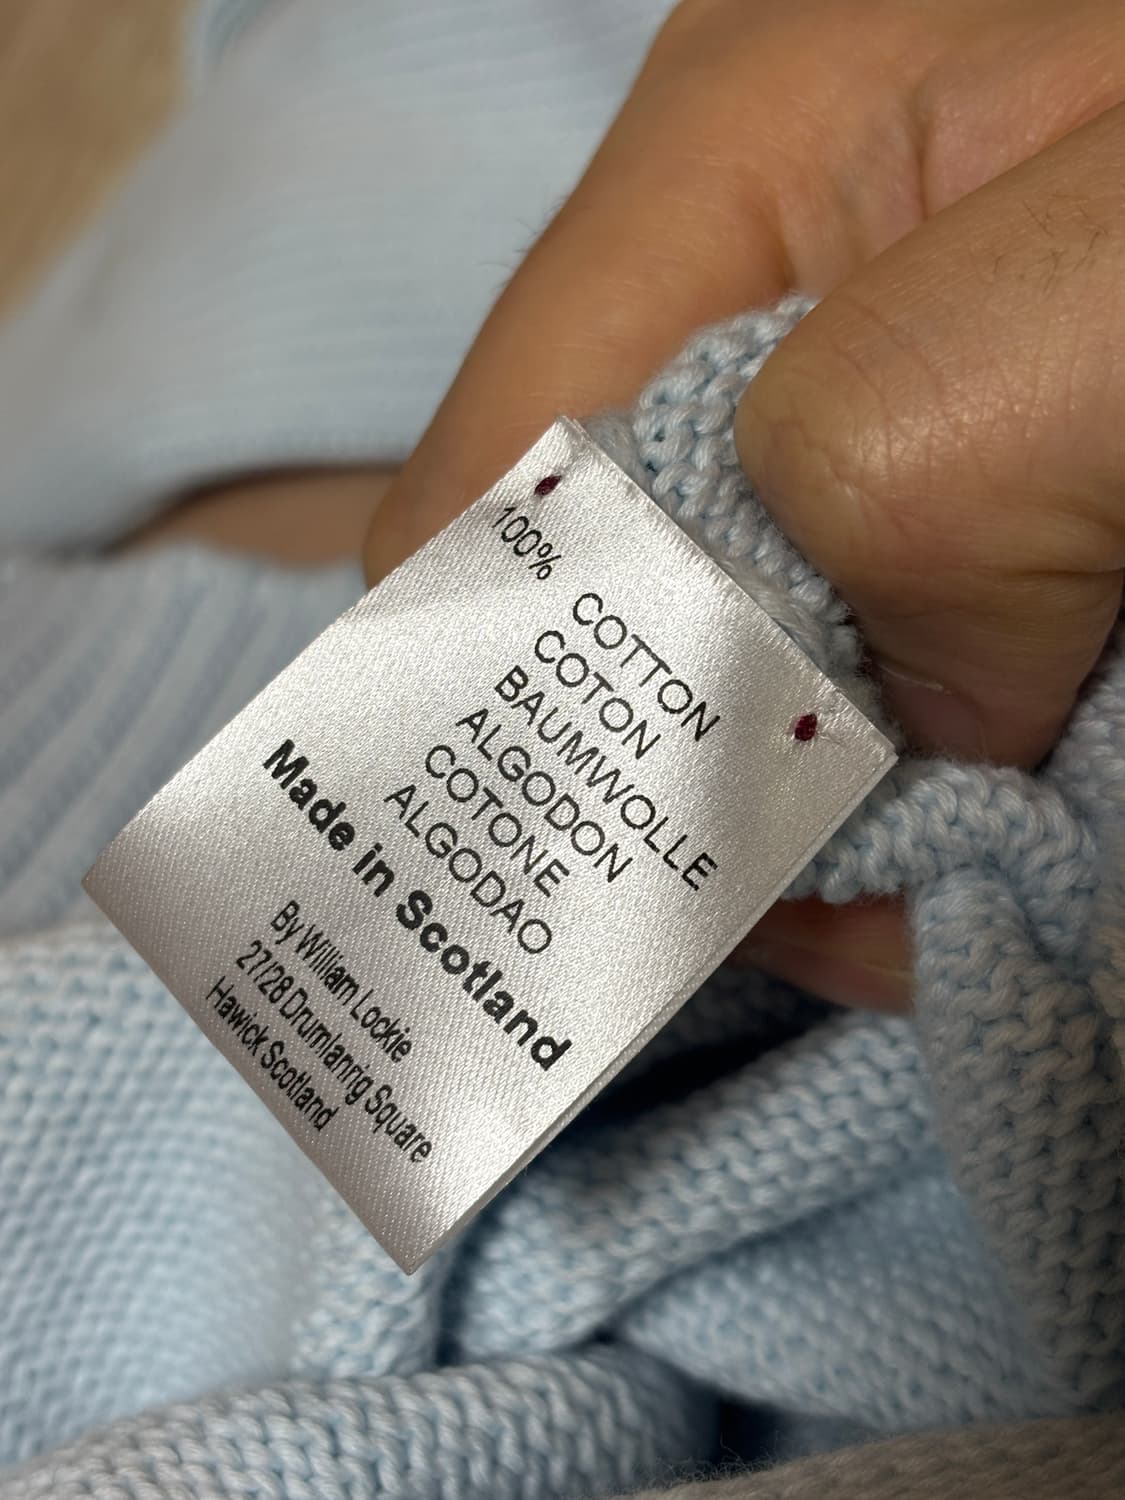 100%
COTTON
COTON
BAUMWOLLE
ALGODON
COTONE
ALGODAO
Made in Scotland
By William Lockie
27/28 Drumlanrig Square
Hawick Scotland